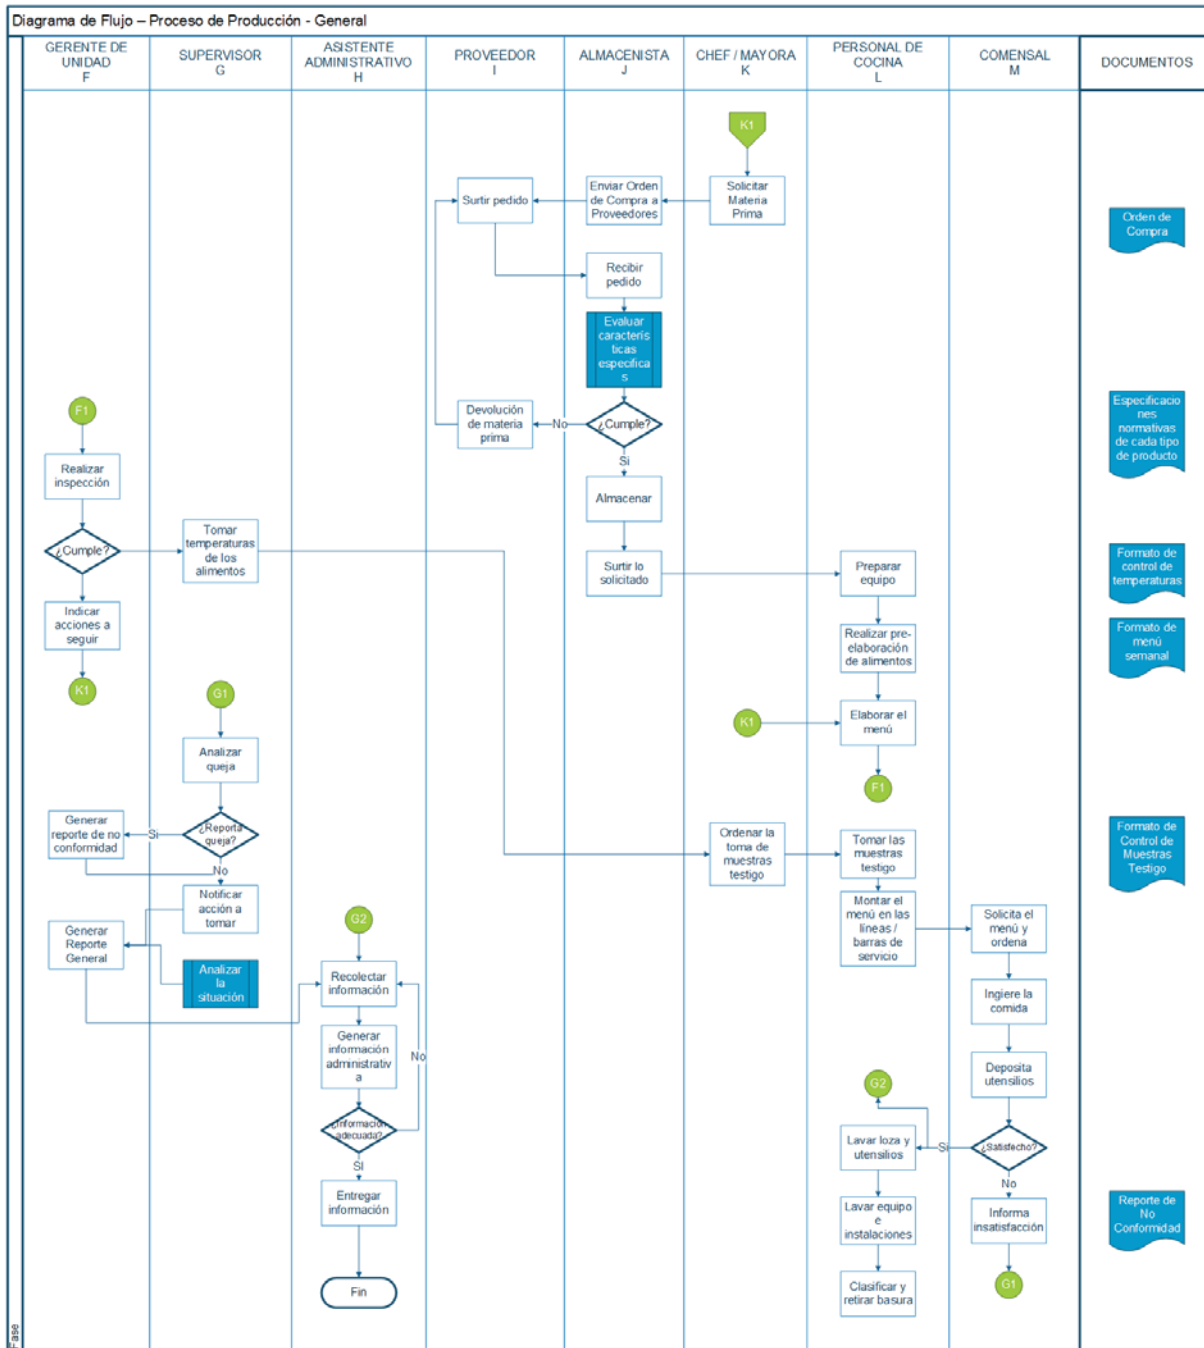 Diagrama de Flujo – Proceso de Producción - General
GERENTE DE
UNIDAD
F
SUPERVISOR
G
ASISTENTE
ADMINISTRATIVO
H
PROVEEDOR
I
ALMACENISTA
J
CHEF / MAYORA
K
PERSONAL DE
COCINA
L
COMENSAL
M
DOCUMENTOS
K1
Surtir pedido
Enviar Orden
de Compra a
Proveedores
Solicitar
Materia
Prima
Orden de
Compra
Recibir
pedido
Evaluar
caracterís
ticas
especifica
s
F1
Devolución
de materia
prima
No
¿Cumple?
Si
Especificacio
nes
normativas
de cada tipo
de producto
Realizar
inspección
Almacenar
¿Cumple?
Tomar
temperaturas
de los
alimentos
Surtir lo
solicitado
Preparar
equipo
Formato de
control de
temperaturas
Indicar
acciones a
seguir
Realizar pre-
elaboración
de alimentos
Formato de
menú
semanal
K1
G1
K1
Elaborar el
menú
Analizar
queja
F1
Generar
reporte de no
conformidad
Si
¿Reporta
queja?
No
Ordenar la
toma de
muestras
testigo
Tomar las
muestras
testigo
Formato de
Control de
Muestras
Testigo
Notificar
acción a
tomar
G2
Montar el
menú en las
líneas /
barras de
servicio
Solicita el
menú y
ordena
Generar
Reporte
General
Analizar
la
situación
Recolectar
información
Ingiere la
comida
Generar
información
administrativ
a
No
Deposita
utensilios
G2
¿Información
adecuada?
SI
Lavar loza y
utensilios
Si
¿Satisfecho?
No
Entregar
información
Lavar equipo
e
instalaciones
Informa
insatisfacción
Reporte de
No
Conformidad
Fin
Clasificar y
retirar basura
G1
Fase